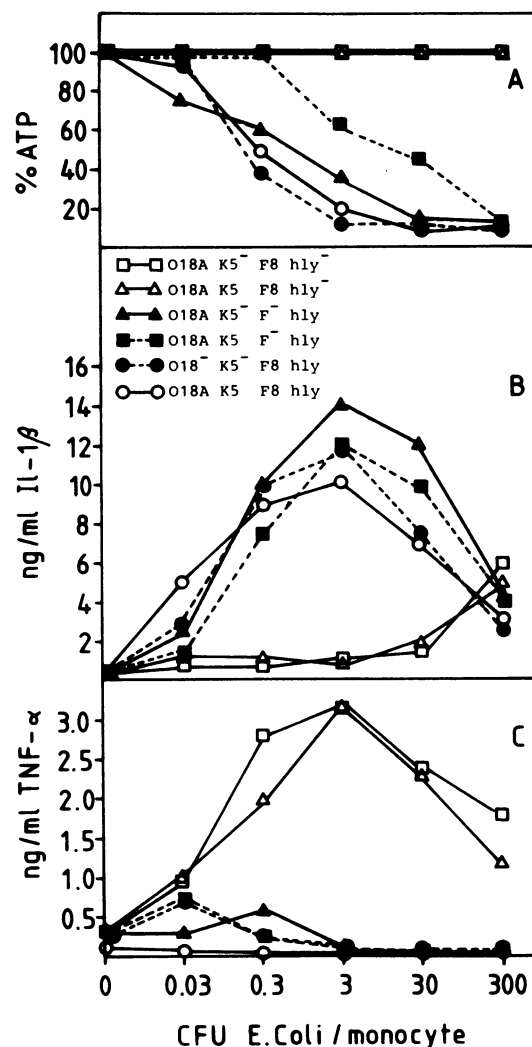 100
A
80
60
40
20
% ATP
O18A K5⁻ F8 hly⁻
O18A K5 F8 hly⁻
O18A K5 F⁻ hly
O18A K5 F⁻ hly
O18⁻ K5⁻ F8 hly
O18A K5 F8 hly
16
B
14
12
10
8
6
4
2
ng/ml Il-1β
C
3.0
2.5
2.0
1.5
1.0
0.5
ng/ml TNF-α
0 0.03 0.3 3 30 300
CFU E.Coli/monocyte